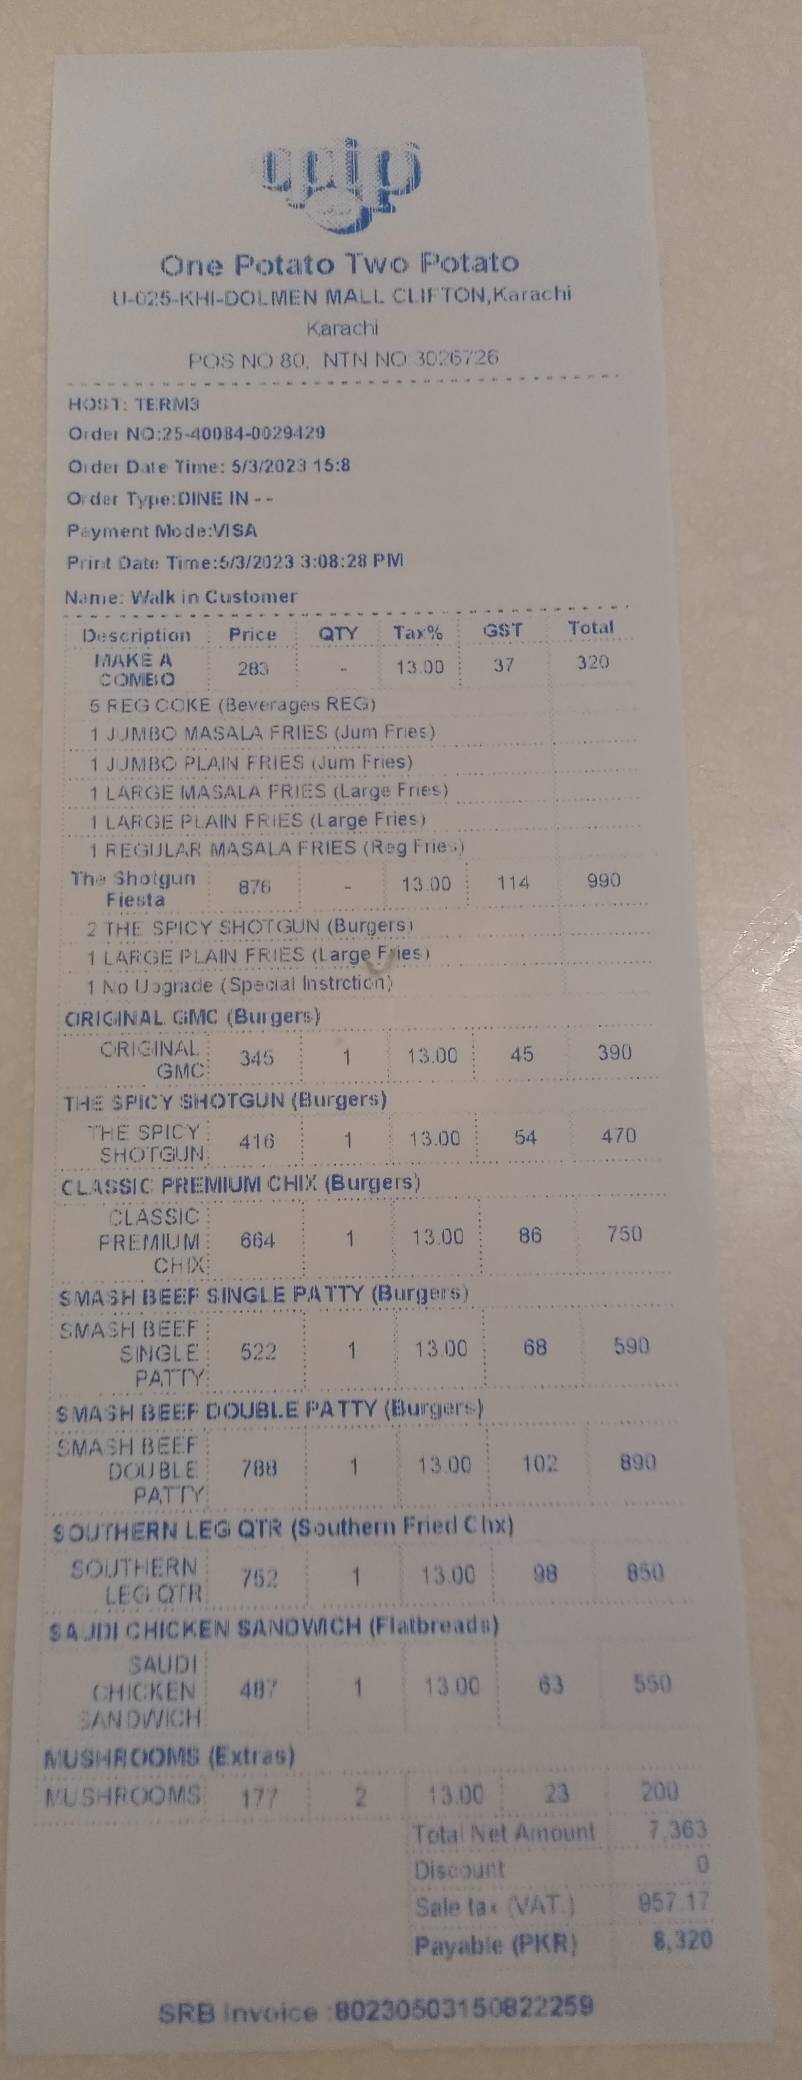 optp
One Potato Two Potato
U-025-KHI-DOLMEN MALL CLIFTON,Karachi
Karachi
POS NO 80, NTN NO 3026726
HOST: TERM3
Order NO:25-40084-0029429
Order Date Time: 5/3/2023 15:8
Order Type:DINE IN - -
Payment Mode:VISA
Print Date Time:5/3/2023 3:08:28 PM
Name: Walk in Customer
Description Price QTY Tax% GST Total
MAKE A COMBO 283 - 13.00 37 320
5 REG COKE (Beverages REG)
1 JUMBO MASALA FRIES (Jum Fries)
1 JUMBO PLAIN FRIES (Jum Fries)
1 LARGE MASALA FRIES (Large Fries)
1 LARGE PLAIN FRIES (Large Fries)
1 REGULAR MASALA FRIES (Reg Fries)
The Shotgun Fiesta 876 - 13.00 114 990
2 THE SPICY SHOTGUN (Burgers)
1 LARGE PLAIN FRIES (Large Fries)
1 No Upgrade (Special Instrction)
ORIGINAL GMC (Burgers)
ORIGINAL GMC 345 1 13.00 45 390
THE SPICY SHOTGUN (Burgers)
THE SPICY SHOTGUN 416 1 13.00 54 470
CLASSIC PREMIUM CHIX (Burgers)
CLASSIC PREMIUM CHIX 664 1 13.00 86 750
SMASH BEEF SINGLE PATTY (Burgers)
SMASH BEEF SINGLE PATTY 522 1 13.00 68 590
SMASH BEEF DOUBLE PATTY (Burgers)
SMASH BEEF DOUBLE PATTY 788 1 13.00 102 890
SOUTHERN LEG QTR (Southern Fried Chx)
SOUTHERN LEG QTR 752 1 13.00 98 850
SAUDI CHICKEN SANDWICH (Flatbreads)
SAUDI CHICKEN SANDWICH 487 1 13.00 63 550
MUSHROOMS (Extras)
MUSHROOMS 177 2 13.00 23 200
Total Net Amount 7,363
Discount 0
Sale tax (VAT.) 957.17
Payable (PKR) 8,320
SRB Invoice :80230503150822259